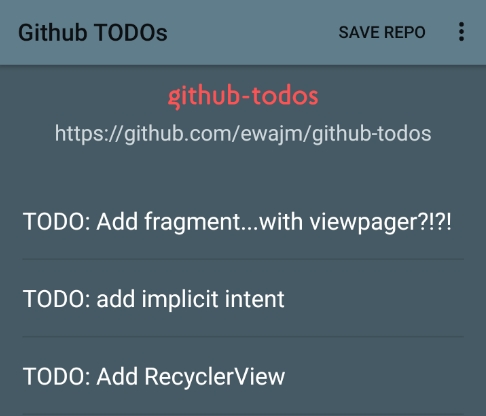 Github TODOs
SAVE REPO
github-todos
https://github.com/ewajm/github-todos
TODO: Add fragment...with viewpager?!?!
TODO: add implicit intent
TODO: Add RecyclerView